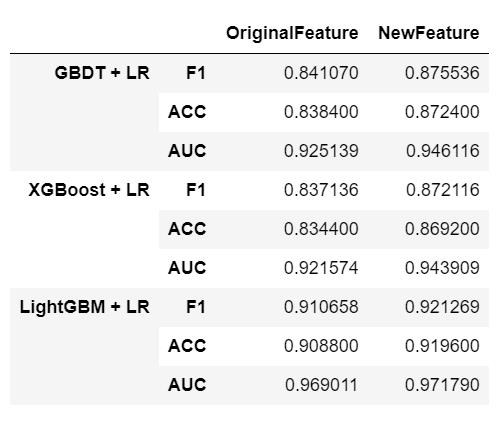 OriginalFeature NewFeature
GBDT + LR F1 0.841070 0.875536
ACC 0.838400 0.872400
AUC 0.925139 0.946116
XGBoost + LR F1 0.837136 0.872116
ACC 0.834400 0.869200
AUC 0.921574 0.943909
LightGBM + LR F1 0.910658 0.921269
ACC 0.908800 0.919600
AUC 0.969011 0.971790